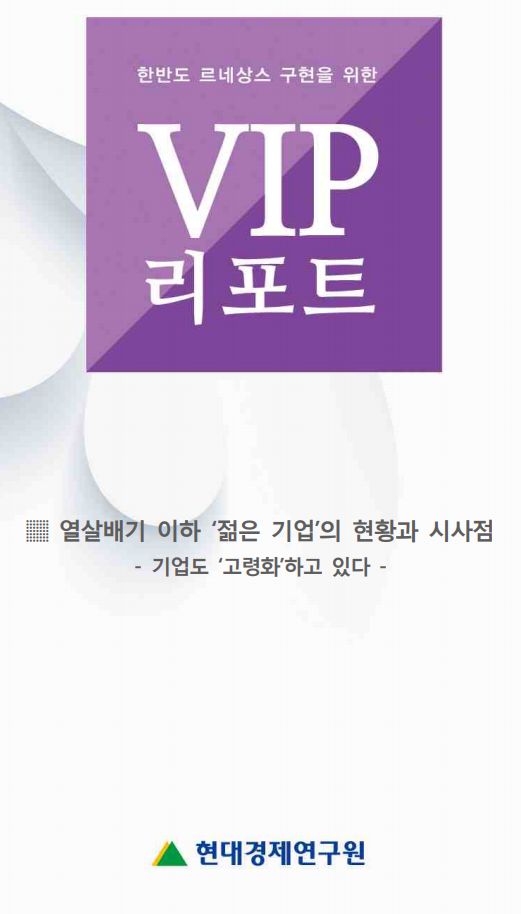 한반도 르네상스 구현을 위한
VIP
리포트
▦ 열살배기 이하 ‘젊은 기업’의 현황과 시사점
- 기업도 ‘고령화’하고 있다 -
현대경제연구원